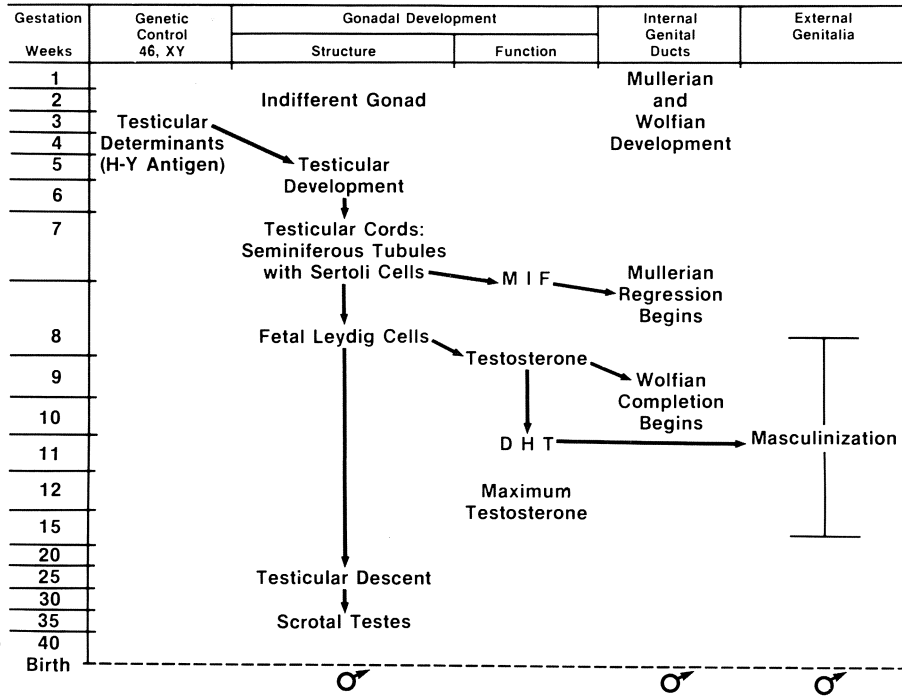 Gestation
Weeks
Genetic
Control
46, XY
Gonadal Development
Structure
Function
Internal
Genital
Ducts
External
Genitalia
1
2
3
4
5
6
7
8
9
10
11
12
15
20
25
30
35
40
Birth
Testicular
Determinants
(H-Y Antigen)
Indifferent Gonad
Testicular
Development
Testicular Cords:
Seminiferous Tubules
with Sertoli Cells
Fetal Leydig Cells
Testicular Descent
Scrotal Testes
M I F
Testosterone
D H T
Maximum
Testosterone
Mullerian
and
Wolfian
Development
Mullerian
Regression
Begins
Wolfian
Completion
Begins
Masculinization